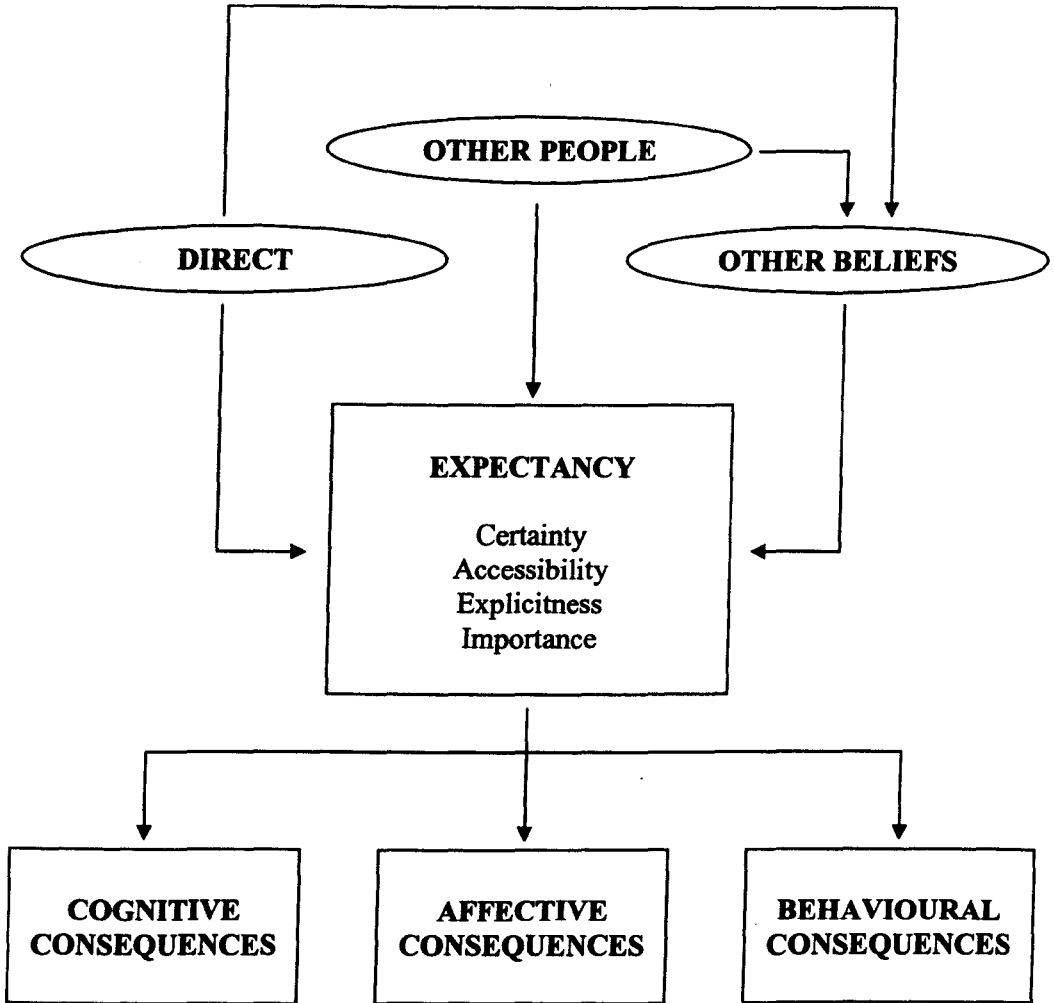 OTHER PEOPLE
DIRECT
OTHER BELIEFS
EXPECTANCY
Certainty
Accessibility
Explicitness
Importance
COGNITIVE
CONSEQUENCES
AFFECTIVE
CONSEQUENCES
BEHAVIOURAL
CONSEQUENCES